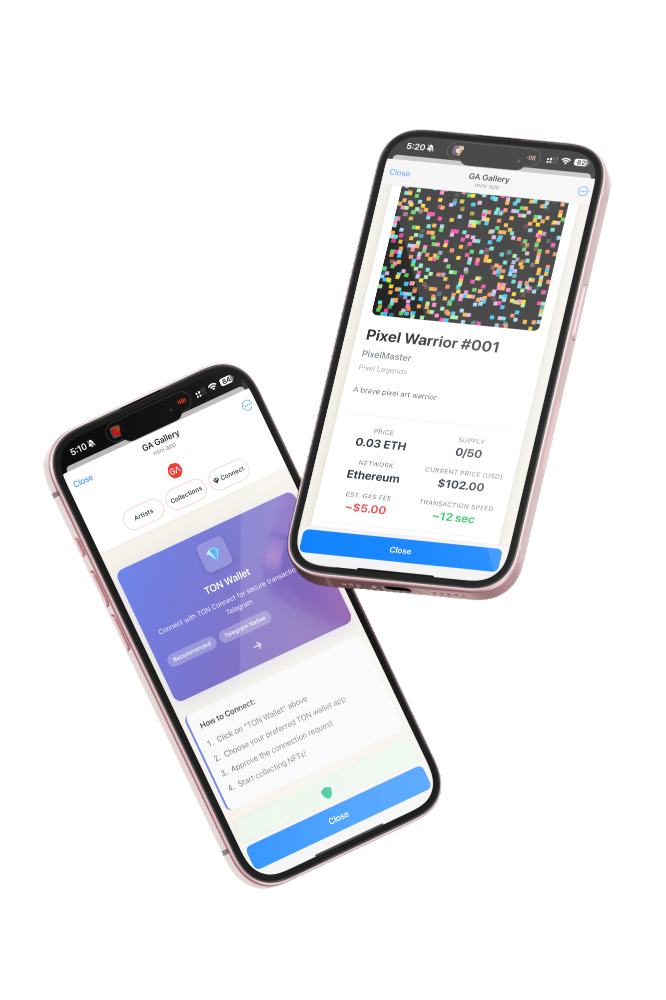 5:20
82
Close
GA Gallery
mini app
Pixel Warrior #001
PixelMaster
Pixel Legends
A brave pixel art warrior
PRICE
0.03 ETH
SUPPLY
0/50
NETWORK
Ethereum
CURRENT PRICE (USD)
$102.00
EST. GAS FEE
~$5.00
TRANSACTION SPEED
~12 sec
Close
5:10
84
Close
GA Gallery
mini app
GA
Artists
Collections
Connect
TON Wallet
Connect with TON Connect for secure
Telegram
Recommended
Telegram Native
How to Connect:
1. Click on "TON Wallet" above
2. Choose your preferred TON wallet app
3. Approve the connection request
4. Start collecting NFTs!
Close